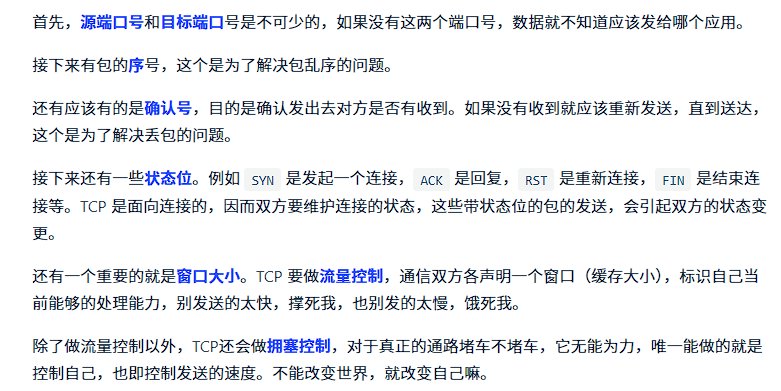 首先，源端口号和目标端口号是不可少的，如果没有这两个端口号，数据就不知道应该发给哪个应用。
接下来有包的序号，这个是为了解决包乱序的问题。
还有应该有的是确认号，目的是确认发出去对方是否有收到。如果没有收到就应该重新发送，直到送达，
这个是为了解决丢包的问题。
接下来还有一些状态位。例如 SYN 是发起一个连接，ACK 是回复，RST 是重新连接，FIN 是结束连
接等。TCP 是面向连接的，因而双方要维护连接的状态，这些带状态位的包的发送，会引起双方的状态变
更。
还有一个重要的就是窗口大小。TCP 要做流量控制，通信双方各声明一个窗口（缓存大小），标识自己当
前能够的处理能力，别发送的太快，撑死我，也别发的太慢，饿死我。
除了做流量控制以外，TCP还会做拥塞控制，对于真正的通路堵车不堵车，它无能为力，唯一能做的就是
控制自己，也即控制发送的速度。不能改变世界，就改变自己嘛。